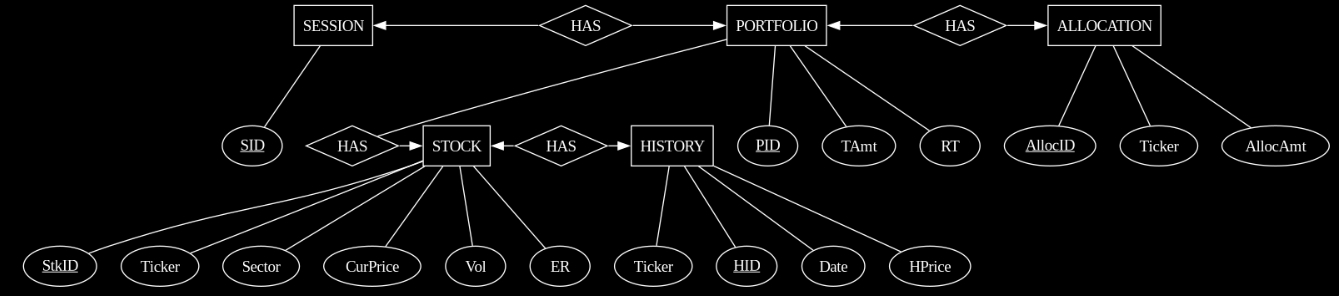 SESSION HAS PORTFOLIO HAS ALLOCATION
SID HAS STOCK HAS HISTORY PID TAmt RT AllocID Ticker AllocAmt
StkID Ticker Sector CurPrice Vol ER Ticker HID Date HPrice